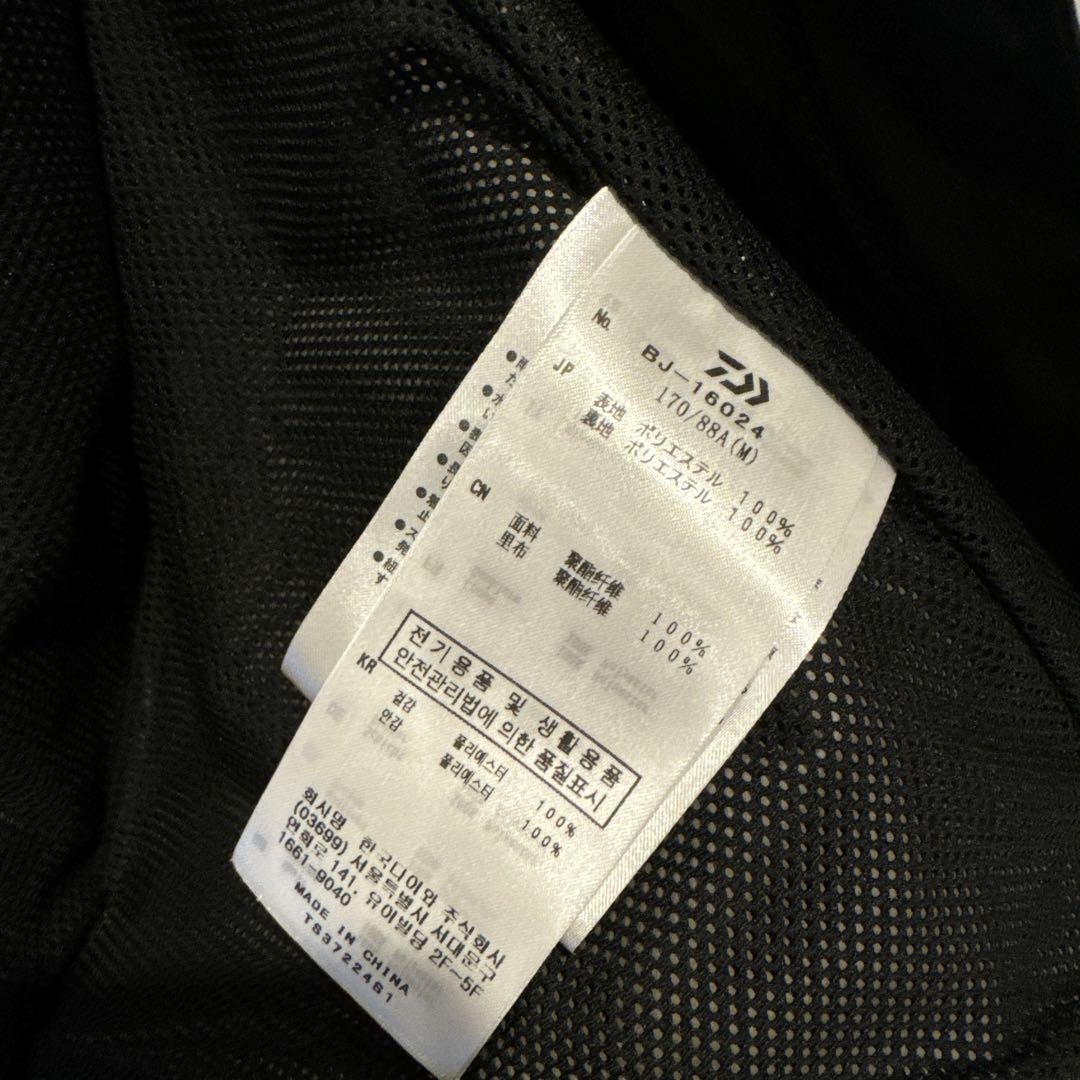 No. BJ-16024
170/88A(M)
JP
表地 ポリエステル 100%
裏地 ポリエステル 100%
CN
面料 聚酯纤维 100%
里布 聚酯纤维 100%
KR
전기용품 및 생활용품
안전관리법에 의한 품질표시
겉감 폴리에스터 100%
안감 폴리에스터 100%
회사명 한국다이와 주식회사
(03699) 서울특별시 서대문구
연희로 141, 유이빌딩 2F~5F
1661-9040
MADE IN CHINA
TS3722461